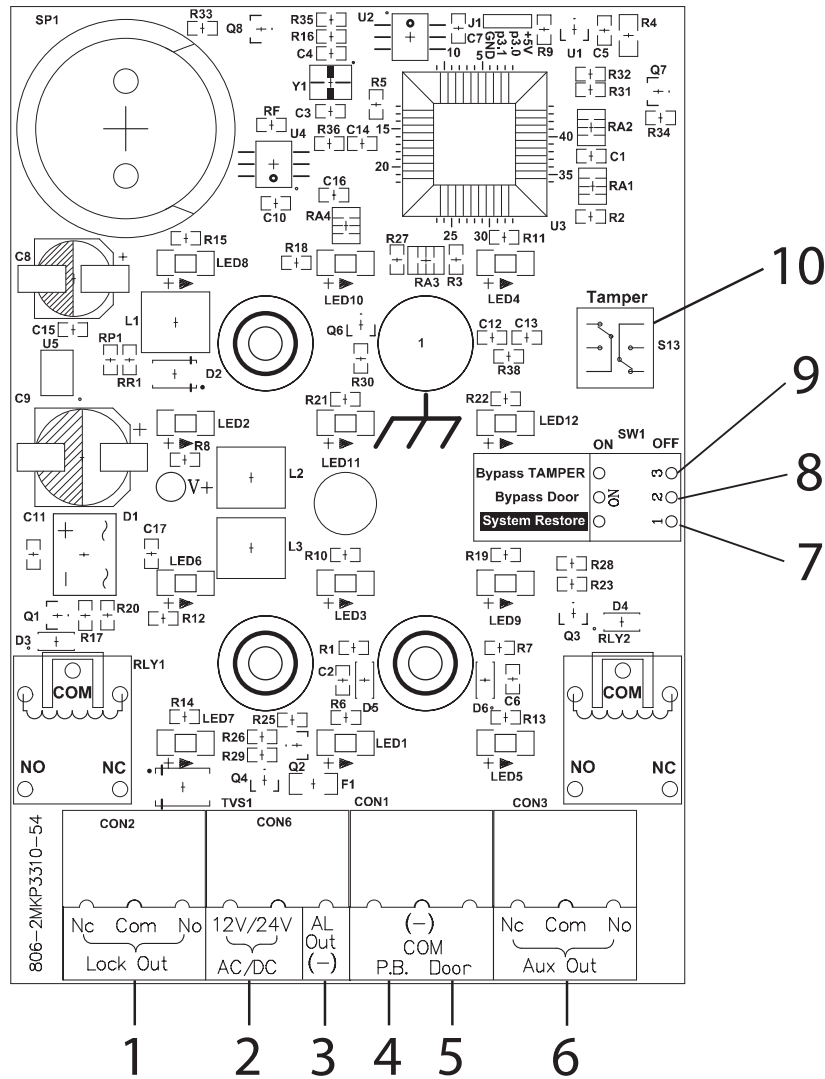 SP1
R33
Q8
R35
R16
C4
U2
J1
C7
10
GND
p3.1
p3.0
+5V
5
R9
U1
C5
R4
Y1
R5
R32
R31
Q7
C3
RF
U4
R36
C14
15
20
40
35
RA2
R34
C1
RA1
C10
C16
RA4
25
30
U3
R2
R15
C8
LED8
R18
R27
R11
LED10
RA3
R3
LED4
L1
C15
U5
RP1
RR1
D2
Q6
R30
1
C12
C13
R38
Tamper
S13
10
C9
LED2
R8
R21
R22
LED12
ON
SW1
OFF
9
Bypass TAMPER
3
Bypass Door
ON
2
8
System Restore
1
7
V+
L2
LED11
C11
D1
C17
L3
LED6
R10
LED3
R19
LED9
R28
R23
Q1
R17
R20
R12
Q3
D4
RLY2
D3
RLY1
COM
NO
NC
R1
C2
D5
R7
D6
C6
COM
NO
NC
R14
LED7
R25
R26
R29
Q2
R6
LED1
R13
LED5
Q4
F1
TVS1
CON2
CON6
CON1
CON3
806-2MKP3310-54
Nc Com No
Lock Out
12V/24V
AC/DC
AL
Out
(-)
(-)
COM
P.B. Door
Nc Com No
Aux Out
1
2
3
4
5
6